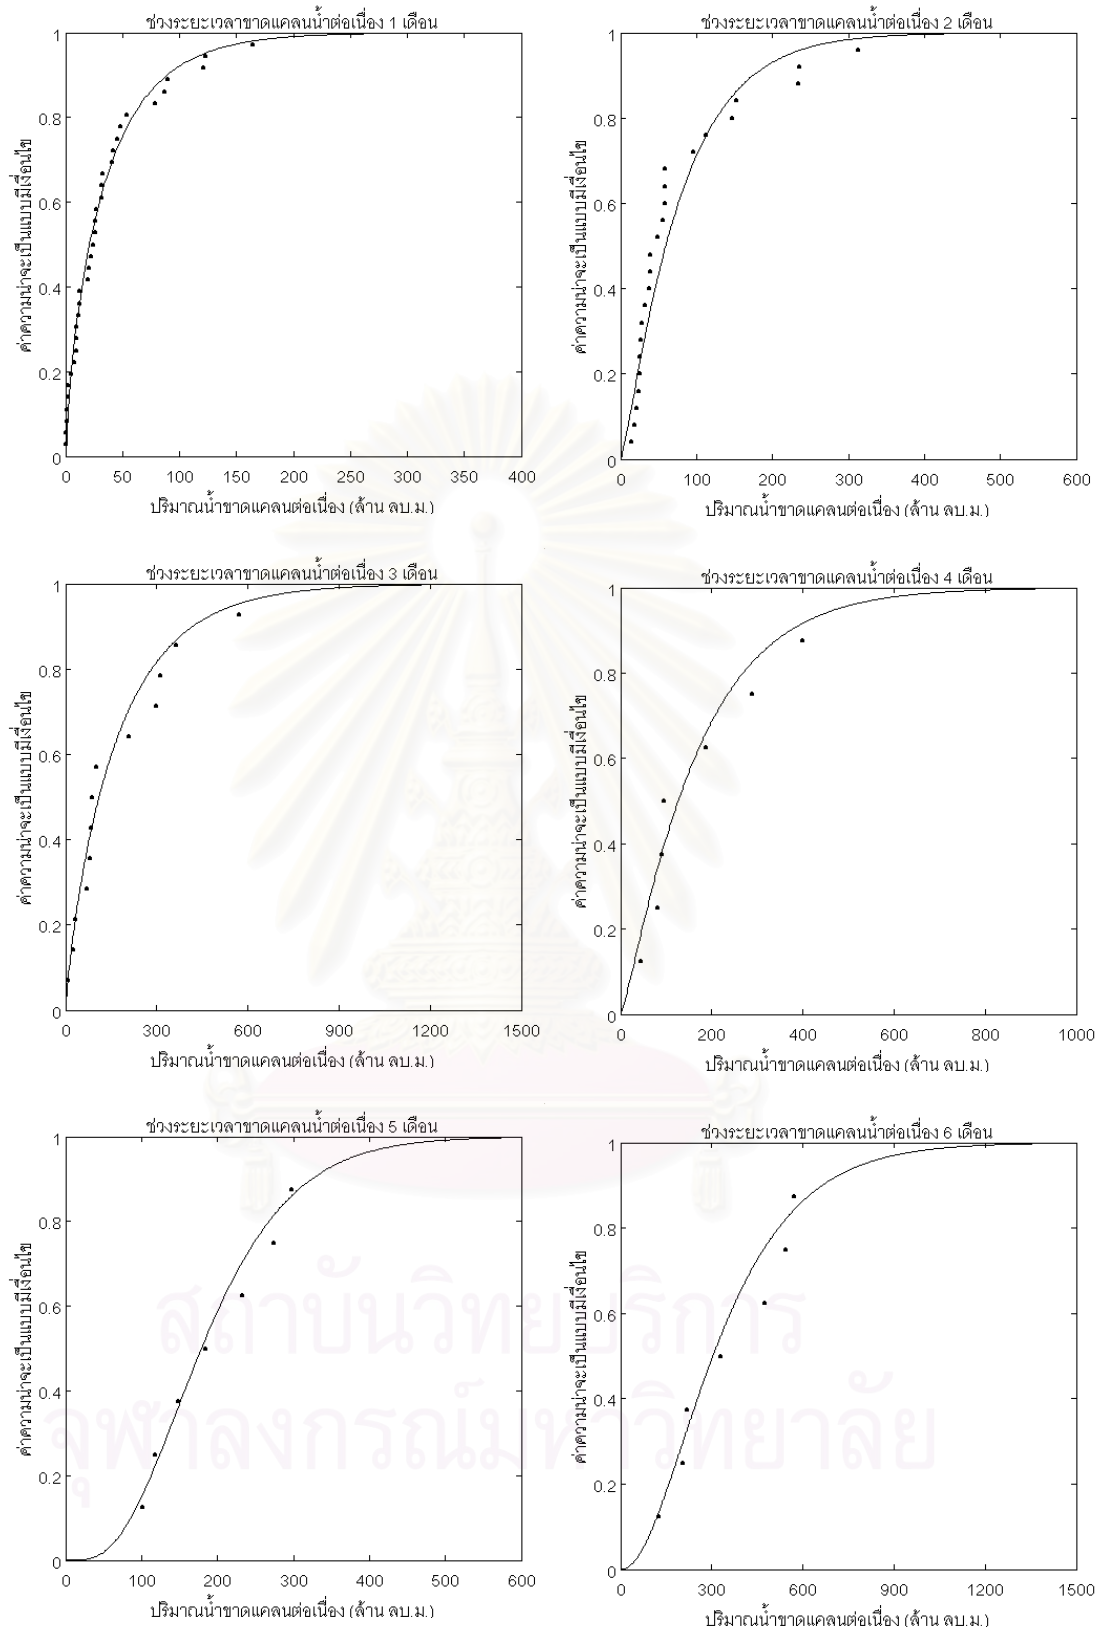 ช่วงระยะเวลาขาดแคลนน้ำต่อเนื่อง 1 เดือน
1
0.8
0.6
0.4
0.2
0
ค่าความน่าจะเป็นแบบมีเงื่อนไข
0 50 100 150 200 250 300 350 400
ปริมาณน้ำขาดแคลนต่อเนื่อง (ล้าน ลบ.ม.)
ช่วงระยะเวลาขาดแคลนน้ำต่อเนื่อง 2 เดือน
1
0.8
0.6
0.4
0.2
0
ค่าความน่าจะเป็นแบบมีเงื่อนไข
0 100 200 300 400 500 600
ปริมาณน้ำขาดแคลนต่อเนื่อง (ล้าน ลบ.ม.)
ช่วงระยะเวลาขาดแคลนน้ำต่อเนื่อง 3 เดือน
1
0.8
0.6
0.4
0.2
0
ค่าความน่าจะเป็นแบบมีเงื่อนไข
0 300 600 900 1200 1500
ปริมาณน้ำขาดแคลนต่อเนื่อง (ล้าน ลบ.ม.)
ช่วงระยะเวลาขาดแคลนน้ำต่อเนื่อง 4 เดือน
1
0.8
0.6
0.4
0.2
0
ค่าความน่าจะเป็นแบบมีเงื่อนไข
0 200 400 600 800 1000
ปริมาณน้ำขาดแคลนต่อเนื่อง (ล้าน ลบ.ม.)
ช่วงระยะเวลาขาดแคลนน้ำต่อเนื่อง 5 เดือน
1
0.8
0.6
0.4
0.2
0
ค่าความน่าจะเป็นแบบมีเงื่อนไข
0 100 200 300 400 500 600
ปริมาณน้ำขาดแคลนต่อเนื่อง (ล้าน ลบ.ม.)
ช่วงระยะเวลาขาดแคลนน้ำต่อเนื่อง 6 เดือน
1
0.8
0.6
0.4
0.2
0
ค่าความน่าจะเป็นแบบมีเงื่อนไข
0 300 600 900 1200 1500
ปริมาณน้ำขาดแคลนต่อเนื่อง (ล้าน ลบ.ม.)
สถาบันวิทยบริการ
จุฬาลงกรณ์มหาวิทยาลัย